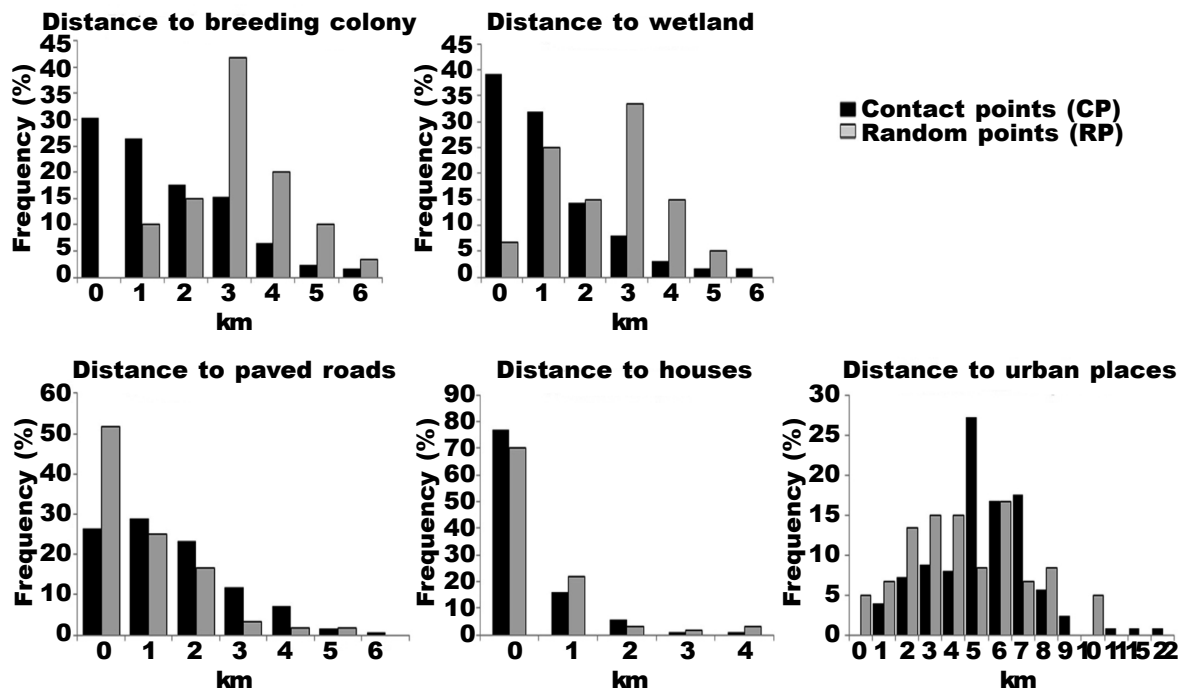 Distance to breeding colony
Frequency (%)
45
40
35
30
25
20
15
10
5
0
0 1 2 3 4 5 6
km
Distance to wetland
Frequency (%)
45
40
35
30
25
20
15
10
5
0
0 1 2 3 4 5 6
km
Contact points (CP)
Random points (RP)
Distance to paved roads
Frequency (%)
60
50
40
30
20
10
0
0 1 2 3 4 5 6
km
Distance to houses
Frequency (%)
90
80
70
60
50
40
30
20
10
0
0 1 2 3 4
km
Distance to urban places
Frequency (%)
30
25
20
15
10
5
0
0 1 2 3 4 5 6 7 8 9 10 11 15 22
km